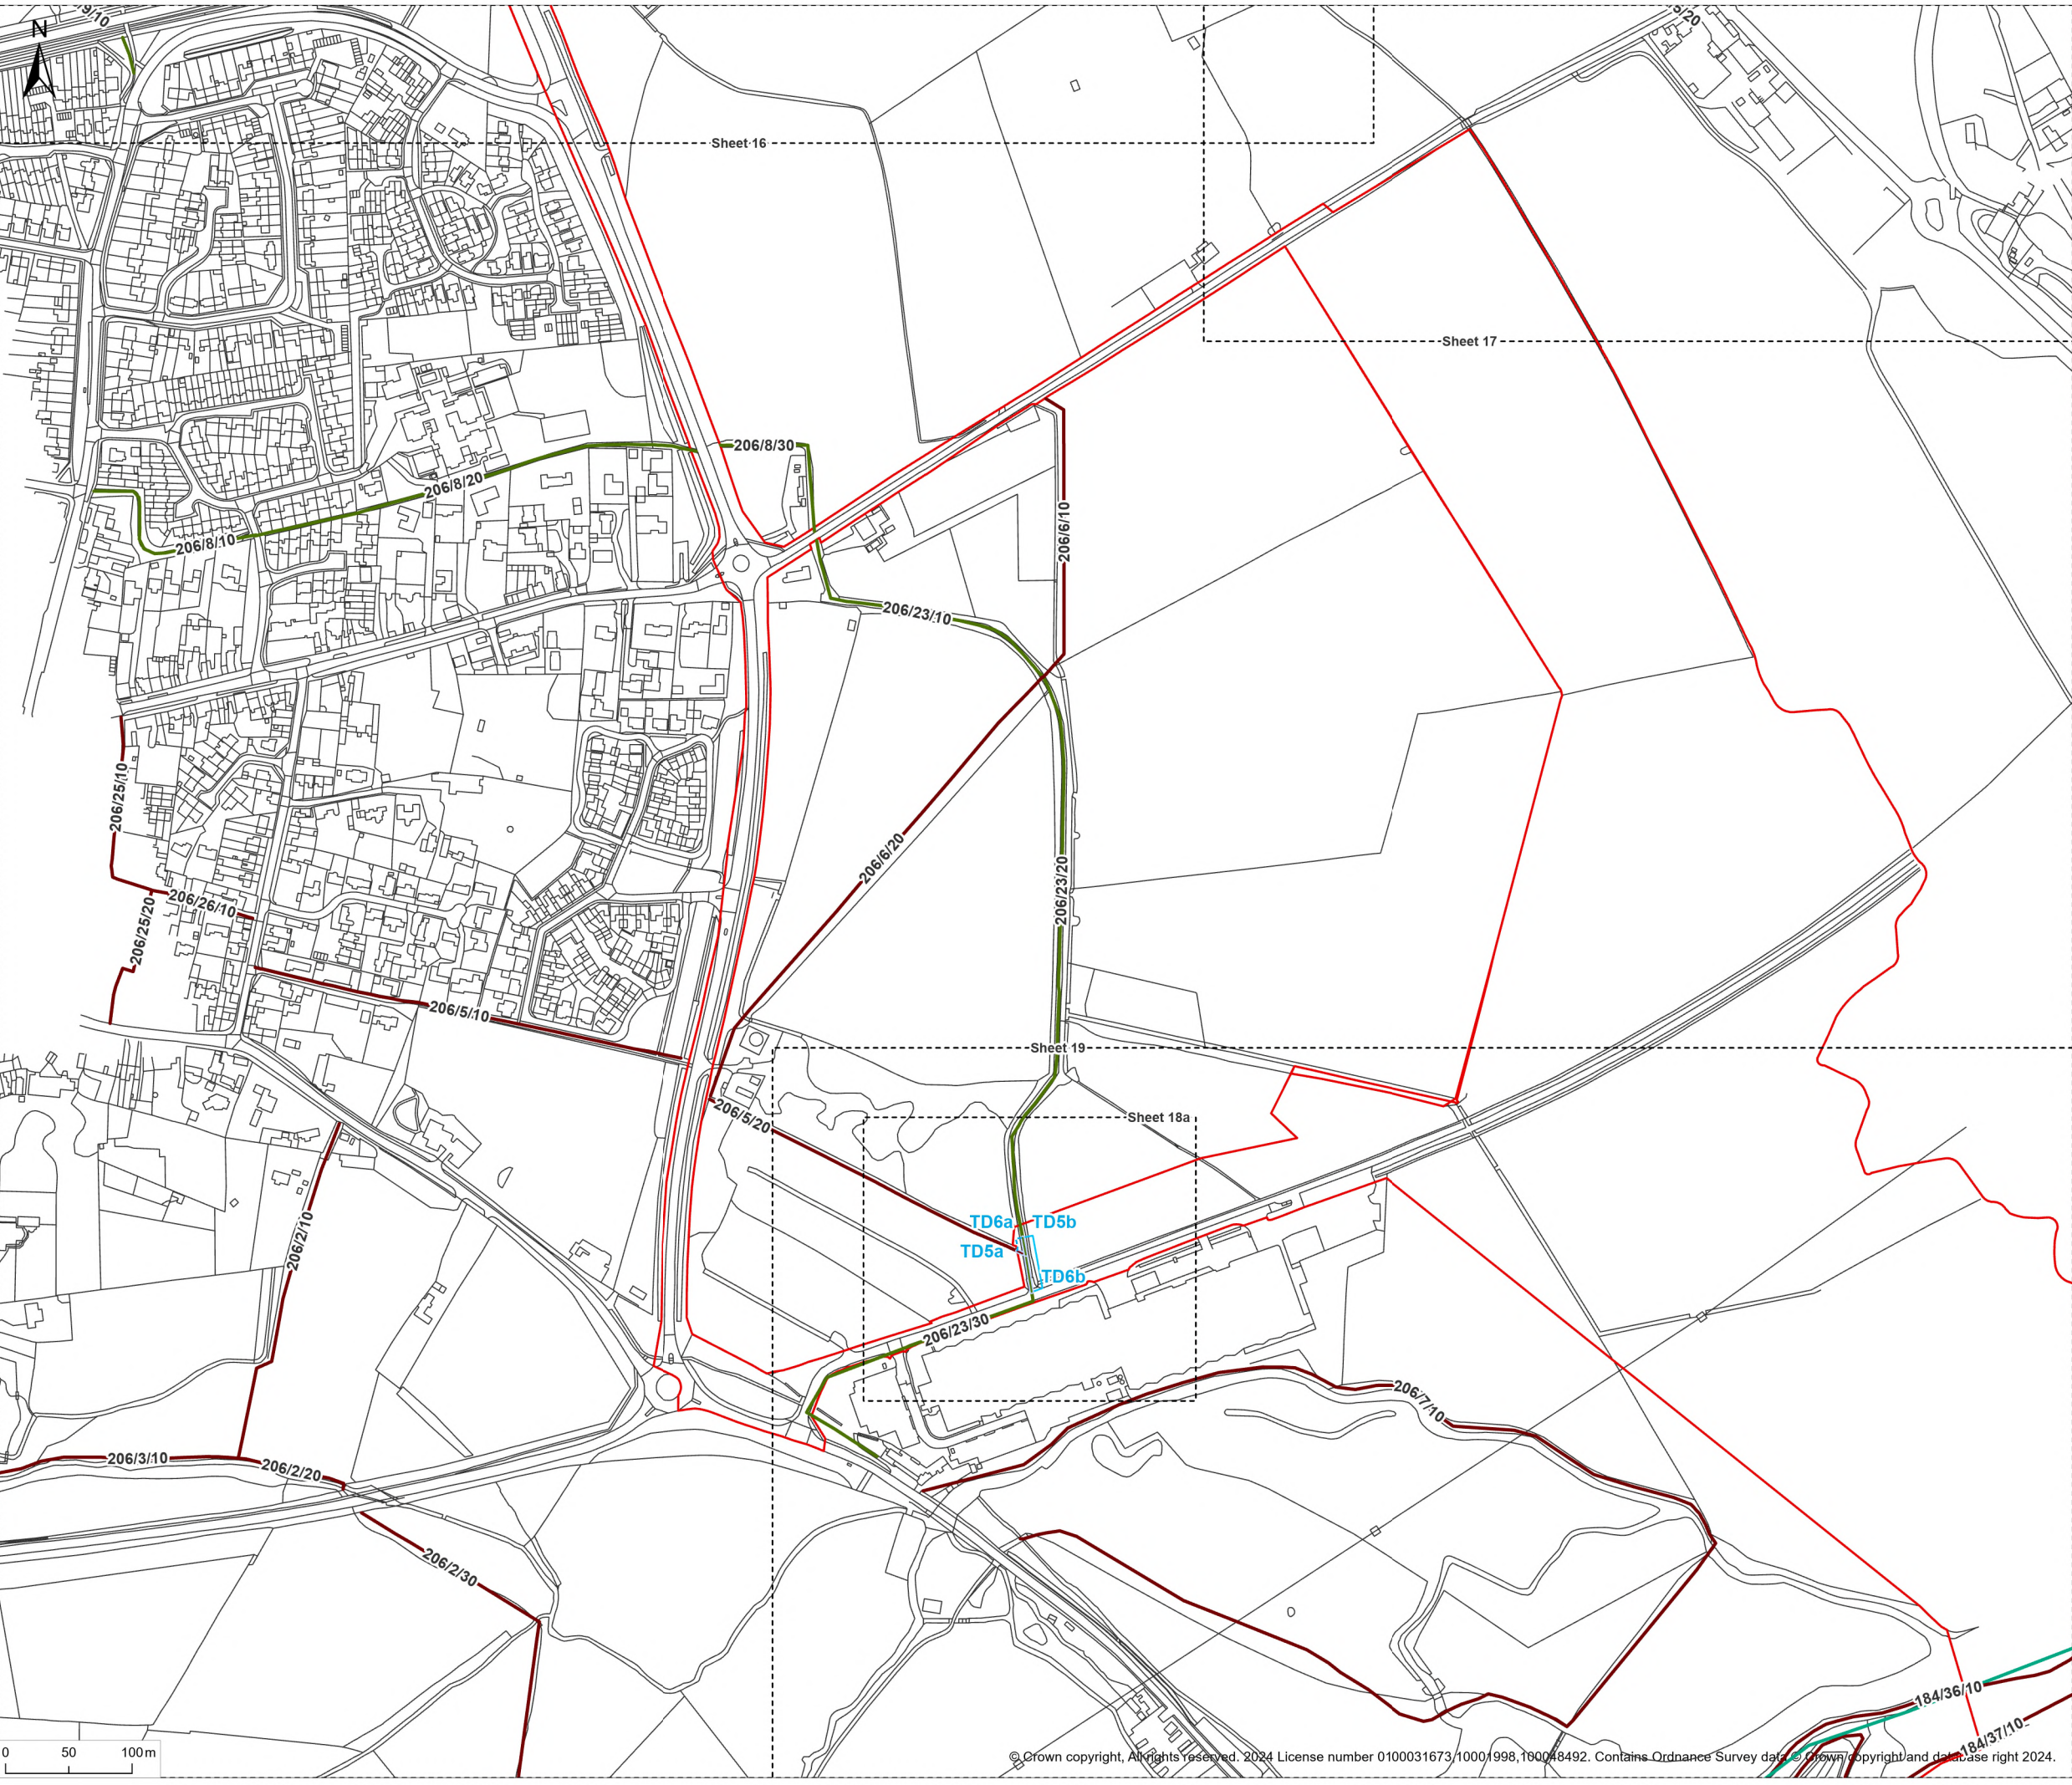 9/10
N
5/20
Sheet 16
Sheet 17
206/8/30
206/8/20
206/8/10
206/6/10
206/23/10
206/25/10
206/6/20
206/23/20
206/26/10
206/25/20
206/5/10
Sheet 19
206/5/20
Sheet 18a
TD6a
TD5b
206/2/10
TD5a
TD6b
206/23/30
206/7/10
206/3/10
206/2/20
206/2/30
184/36/10
184/37/10
0 50 100 m
© Crown copyright, All rights reserved. 2024 License number 0100031673,10001998,100048492. Contains Ordnance Survey data © Crown copyright and database right 2024.